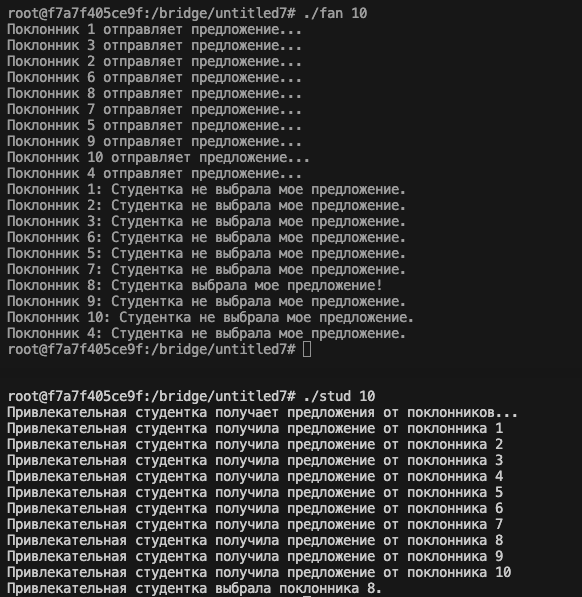 root@f7a7f405ce9f:/bridge/untitled7# ./fan 10
Поклонник 1 отправляет предложение...
Поклонник 3 отправляет предложение...
Поклонник 2 отправляет предложение...
Поклонник 6 отправляет предложение...
Поклонник 8 отправляет предложение...
Поклонник 7 отправляет предложение...
Поклонник 5 отправляет предложение...
Поклонник 9 отправляет предложение...
Поклонник 10 отправляет предложение...
Поклонник 4 отправляет предложение...
Поклонник 1: Студентка не выбрала мое предложение.
Поклонник 2: Студентка не выбрала мое предложение.
Поклонник 3: Студентка не выбрала мое предложение.
Поклонник 6: Студентка не выбрала мое предложение.
Поклонник 5: Студентка не выбрала мое предложение.
Поклонник 7: Студентка не выбрала мое предложение.
Поклонник 8: Студентка выбрала мое предложение!
Поклонник 9: Студентка не выбрала мое предложение.
Поклонник 10: Студентка не выбрала мое предложение.
Поклонник 4: Студентка не выбрала мое предложение.
root@f7a7f405ce9f:/bridge/untitled7#
root@f7a7f405ce9f:/bridge/untitled7# ./stud 10
Привлекательная студентка получает предложения от поклонников...
Привлекательная студентка получила предложение от поклонника 1
Привлекательная студентка получила предложение от поклонника 2
Привлекательная студентка получила предложение от поклонника 3
Привлекательная студентка получила предложение от поклонника 4
Привлекательная студентка получила предложение от поклонника 5
Привлекательная студентка получила предложение от поклонника 6
Привлекательная студентка получила предложение от поклонника 7
Привлекательная студентка получила предложение от поклонника 8
Привлекательная студентка получила предложение от поклонника 9
Привлекательная студентка получила предложение от поклонника 10
Привлекательная студентка выбрала поклонника 8.